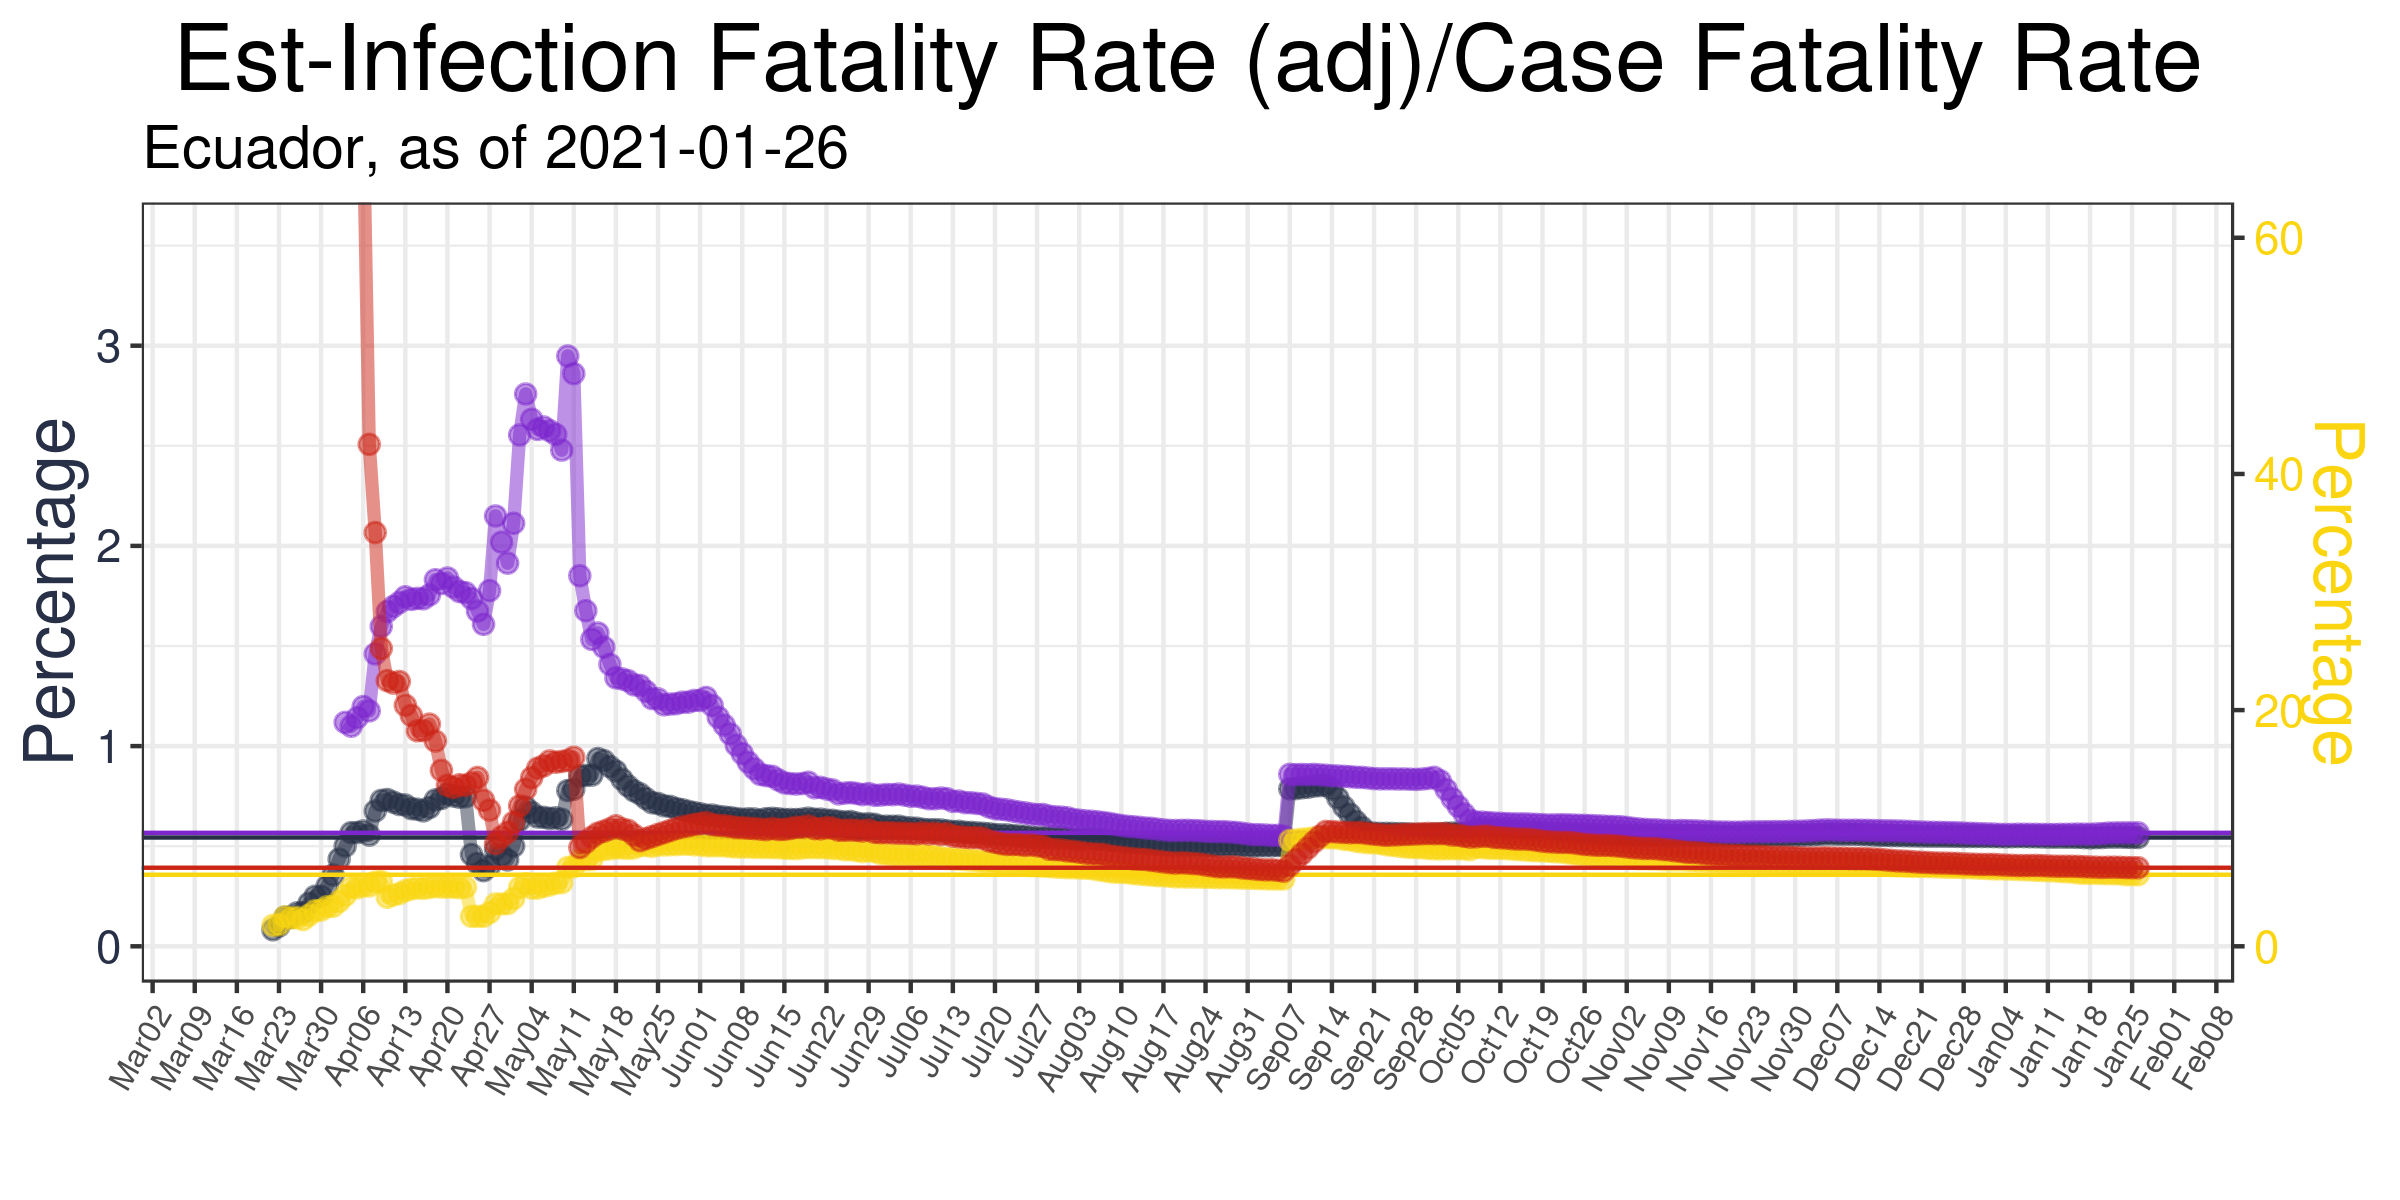 Est-Infection Fatality Rate (adj)/Case Fatality Rate
Ecuador, as of 2021-01-26
Percentage
3
2
1
0
60
40
20
0
Percentage
Mar02
Mar09
Mar16
Mar23
Mar30
Apr06
Apr13
Apr20
Apr27
May04
May11
May18
May25
Jun01
Jun08
Jun15
Jun22
Jun29
Jul06
Jul13
Jul20
Jul27
Aug03
Aug10
Aug17
Aug24
Aug31
Sep07
Sep14
Sep21
Sep28
Oct05
Oct12
Oct19
Oct26
Nov02
Nov09
Nov16
Nov23
Nov30
Dec07
Dec14
Dec21
Dec28
Jan04
Jan11
Jan18
Jan25
Feb01
Feb08